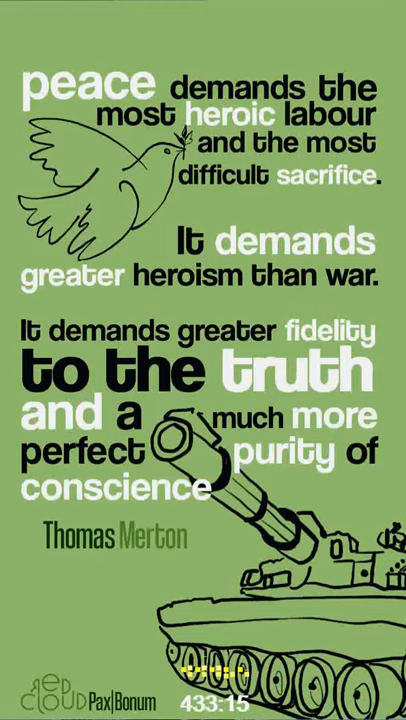 peace demands the
most heroic labour
and the most
difficult sacrifice.
It demands
greater heroism than war.
It demands greater fidelity
to the truth
and a much more
perfect purity of
conscience
Thomas Merton
RED
CLOUD Pax|Bonum
433:15